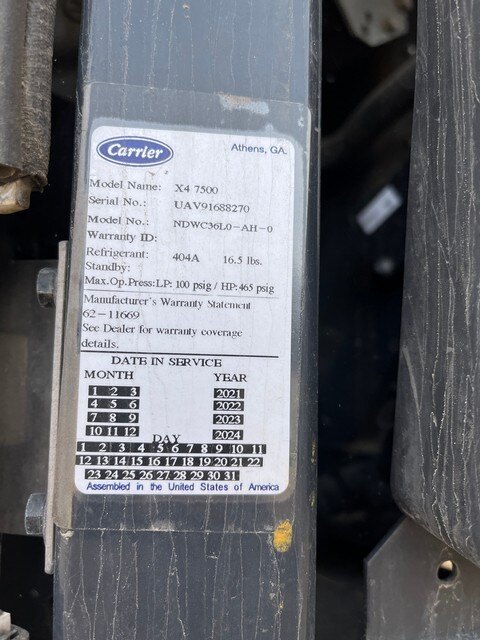 Carrier
Athens, GA.
Model Name: X4 7500
Serial No.: UAV91688270
Model No.: NDWC36L0-AH-0
Warranty ID:
Refrigerant: 404A 16.5 lbs.
Standby:
Max.Op.Press:LP: 100 psig / HP:465 psig
Manufacturer's Warranty Statement
62-11669
See Dealer for warranty coverage
details.
DATE IN SERVICE
MONTH YEAR
1 2 3 2021
4 5 6 2022
7 8 9 2023
10 11 12 2024
DAY
1 2 3 4 5 6 7 8 9 10 11
12 13 14 15 16 17 18 19 20 21 22
23 24 25 26 27 28 29 30 31
Assembled in the United States of America